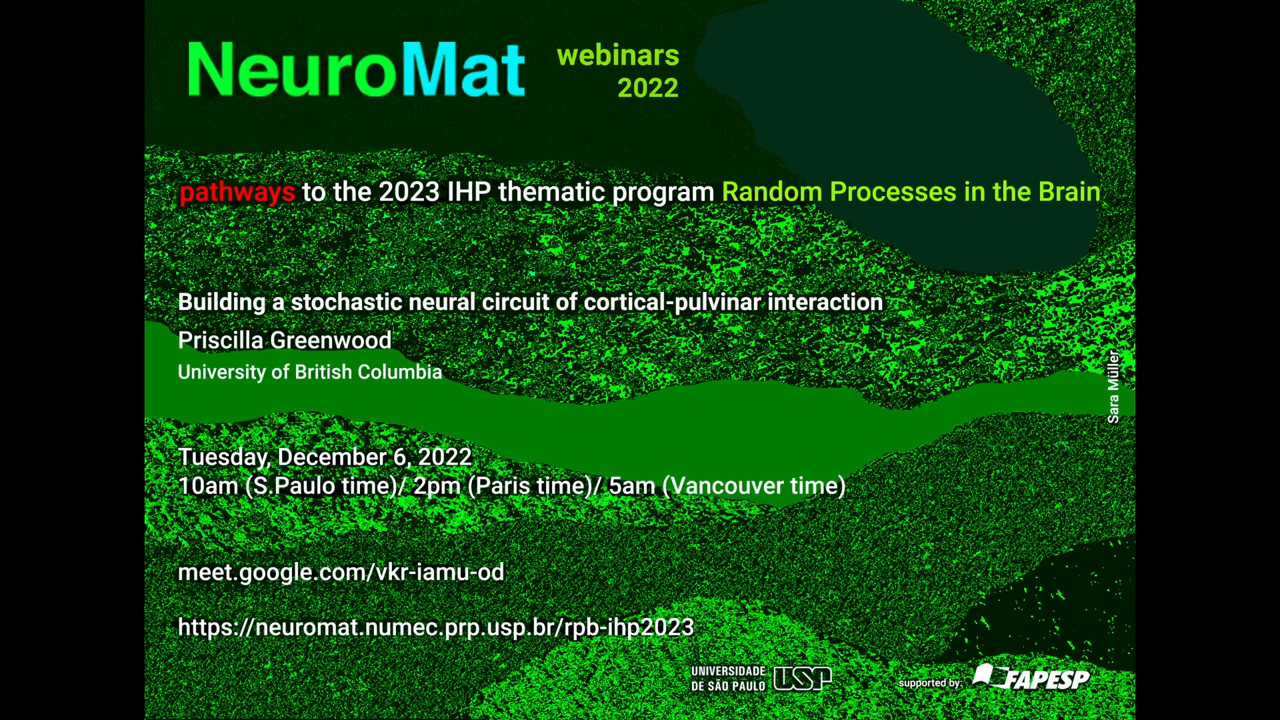 NeuroMat
webinars
2022
pathways to the 2023 IHP thematic program Random Processes in the Brain
Building a stochastic neural circuit of cortical-pulvinar interaction
Priscilla Greenwood
University of British Columbia
Sara Müller
Tuesday, December 6, 2022
10am (S.Paulo time)/ 2pm (Paris time)/ 5am (Vancouver time)
meet.google.com/vkr-iamu-od
https://neuromat.numec.prp.usp.br/rpb-ihp2023
UNIVERSIDADE
DE SÃO PAULO
USP
supported by:
FAPESP